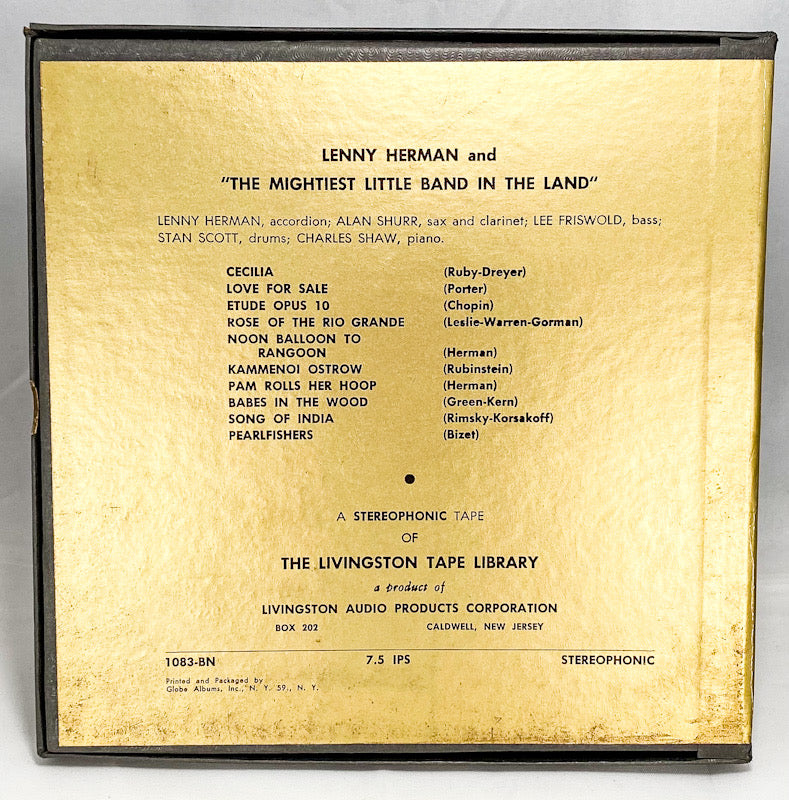 LENNY HERMAN and
"THE MIGHTIEST LITTLE BAND IN THE LAND"
LENNY HERMAN, accordion; ALAN SHURR, sax and clarinet; LEE FRISWOLD, bass;
STAN SCOTT, drums; CHARLES SHAW, piano.
CECILIA (Ruby-Dreyer)
LOVE FOR SALE (Porter)
ETUDE OPUS 10 (Chopin)
ROSE OF THE RIO GRANDE (Leslie-Warren-Gorman)
NOON BALLOON TO
RANGOON (Herman)
KAMMENOI OSTROW (Rubinstein)
PAM ROLLS HER HOOP (Herman)
BABES IN THE WOOD (Green-Kern)
SONG OF INDIA (Rimsky-Korsakoff)
PEARLFISHERS (Bizet)
A STEREOPHONIC TAPE
OF
THE LIVINGSTON TAPE LIBRARY
a product of
LIVINGSTON AUDIO PRODUCTS CORPORATION
BOX 202 CALDWELL, NEW JERSEY
1083-BN 7.5 IPS STEREOPHONIC
Printed and Packaged by
Globe Albums, Inc., N. Y. 59., N. Y.